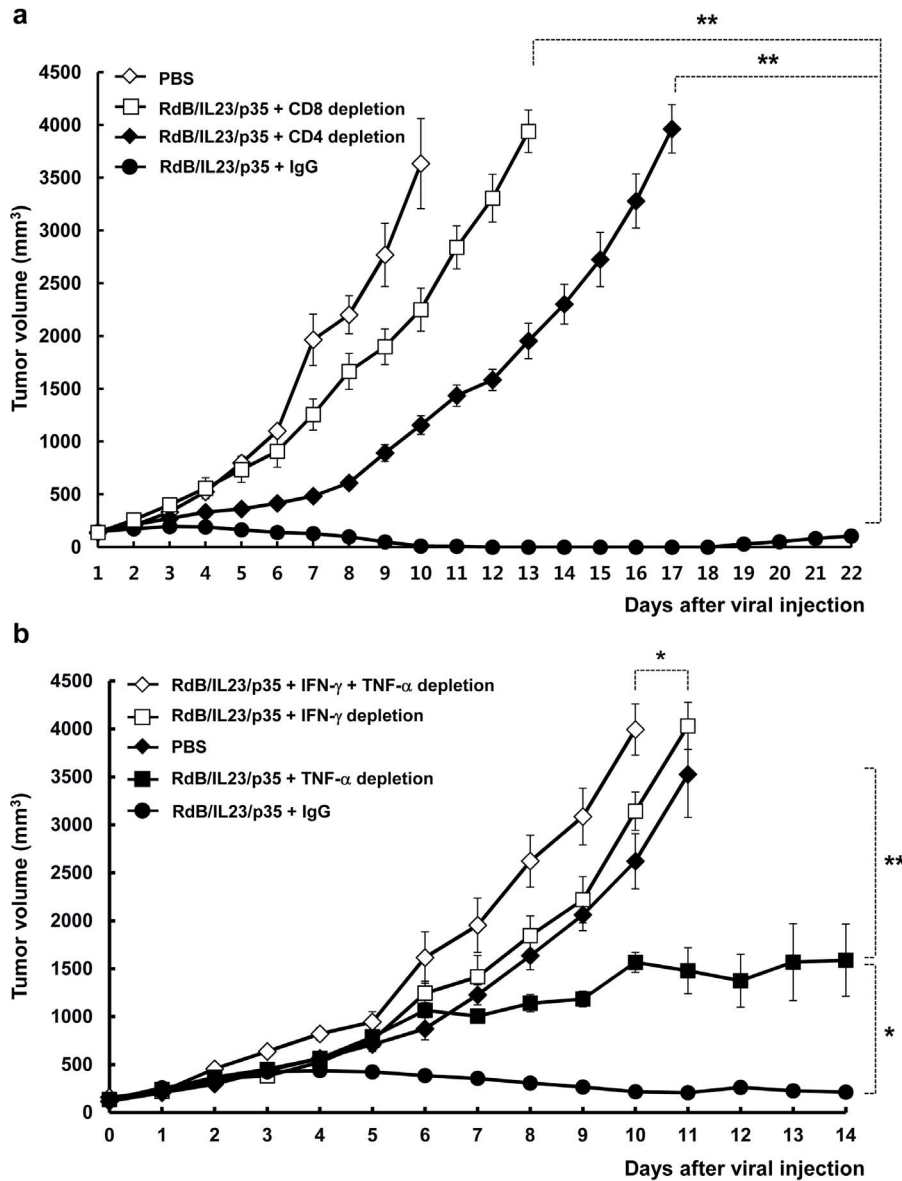 a
**
**
4500
4000
3500
3000
2500
2000
1500
1000
500
0
Tumor volume (mm³)
PBS
RdB/IL23/p35 + CD8 depletion
RdB/IL23/p35 + CD4 depletion
RdB/IL23/p35 + IgG
1 2 3 4 5 6 7 8 9 10 11 12 13 14 15 16 17 18 19 20 21 22
Days after viral injection
b
*
4500
4000
3500
3000
2500
2000
1500
1000
500
0
Tumor volume (mm³)
RdB/IL23/p35 + IFN-γ + TNF-α depletion
RdB/IL23/p35 + IFN-γ depletion
PBS
RdB/IL23/p35 + TNF-α depletion
RdB/IL23/p35 + IgG
**
*
0 1 2 3 4 5 6 7 8 9 10 11 12 13 14
Days after viral injection